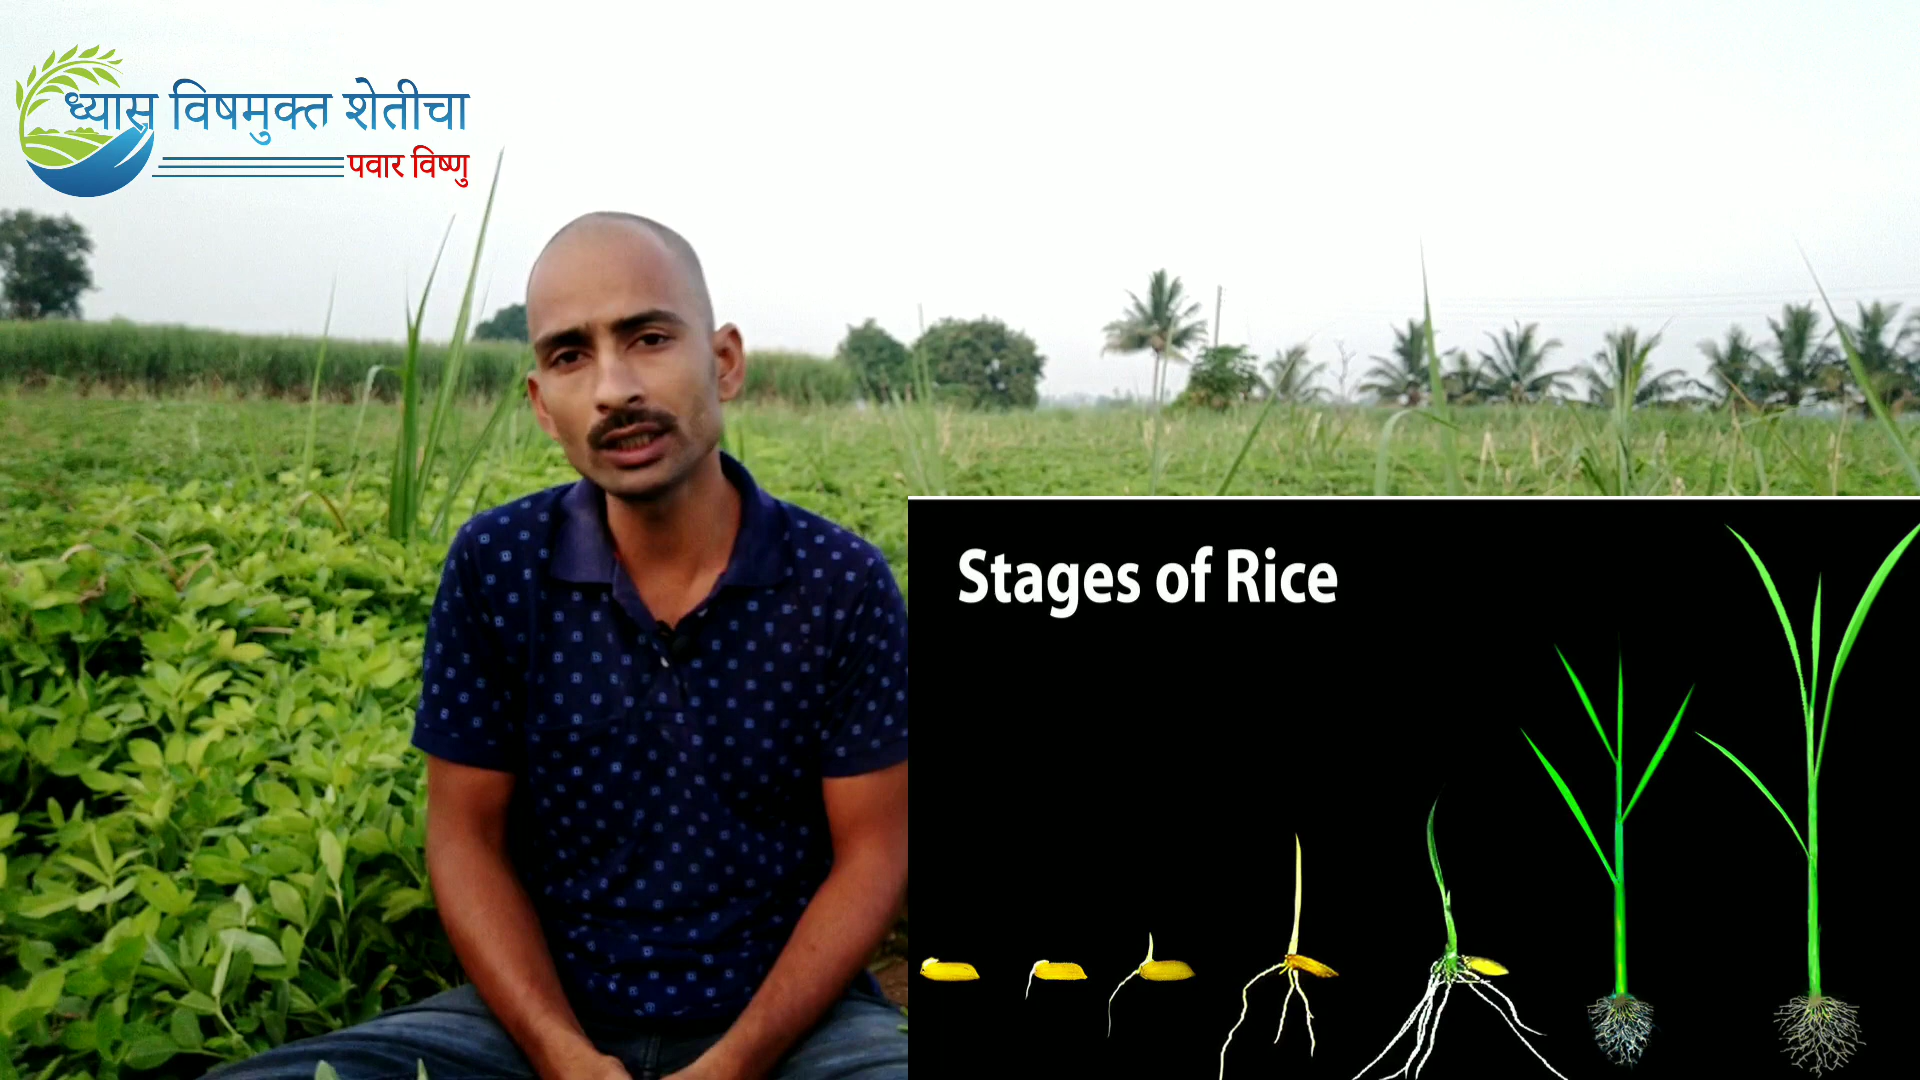 ध्यास विषमुक्त शेतीचा
पवार विष्णु
Stages of Rice